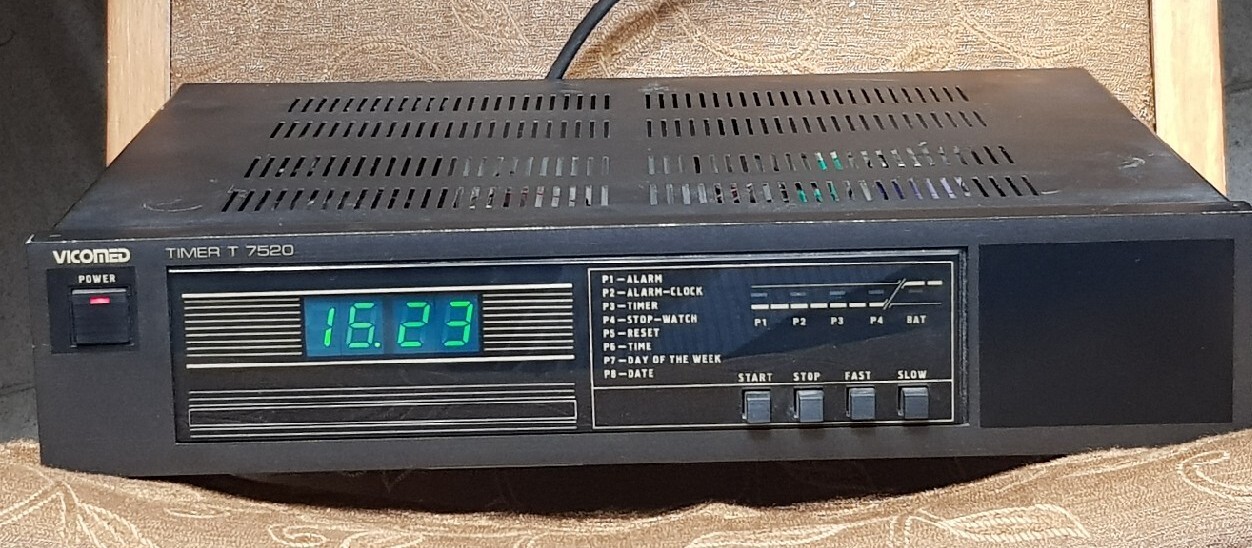 VICOMED
TIMER T 7520
POWER
16.23
P1-ALARM
P2-ALARM-CLOCK
P3-TIMER
P4-STOP-WATCH
P5-RESET
P6-TIME
P7-DAY OF THE WEEK
P8-DATE
P1 P2 P3 P4 BAT
START STOP FAST SLOW